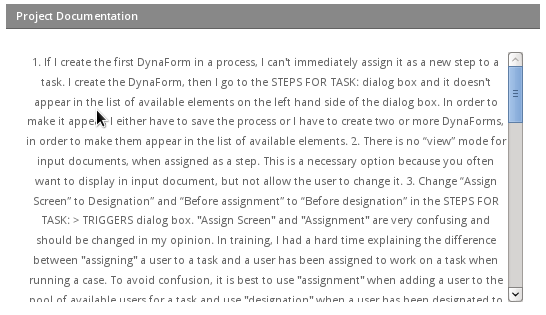 Project Documentation
1. If I create the first DynaForm in a process, I can't immediately assign it as a new step to a
task. I create the DynaForm, then I go to the STEPS FOR TASK: dialog box and it doesn't
appear in the list of available elements on the left hand side of the dialog box. In order to
make it appear I either have to save the process or I have to create two or more DynaForms,
in order to make them appear in the list of available elements. 2. There is no “view” mode for
input documents, when assigned as a step. This is a necessary option because you often
want to display in input document, but not allow the user to change it. 3. Change “Assign
Screen” to Designation” and “Before assignment” to “Before designation” in the STEPS FOR
TASK: > TRIGGERS dialog box. "Assign Screen" and "Assignment" are very confusing and
should be changed in my opinion. In training, I had a hard time explaining the difference
between "assigning" a user to a task and a user has been assigned to work on a task when
running a case. To avoid confusion, it is best to use "assignment" when adding a user to the
pool of available users for a task and use "designation" when a user has been designated to